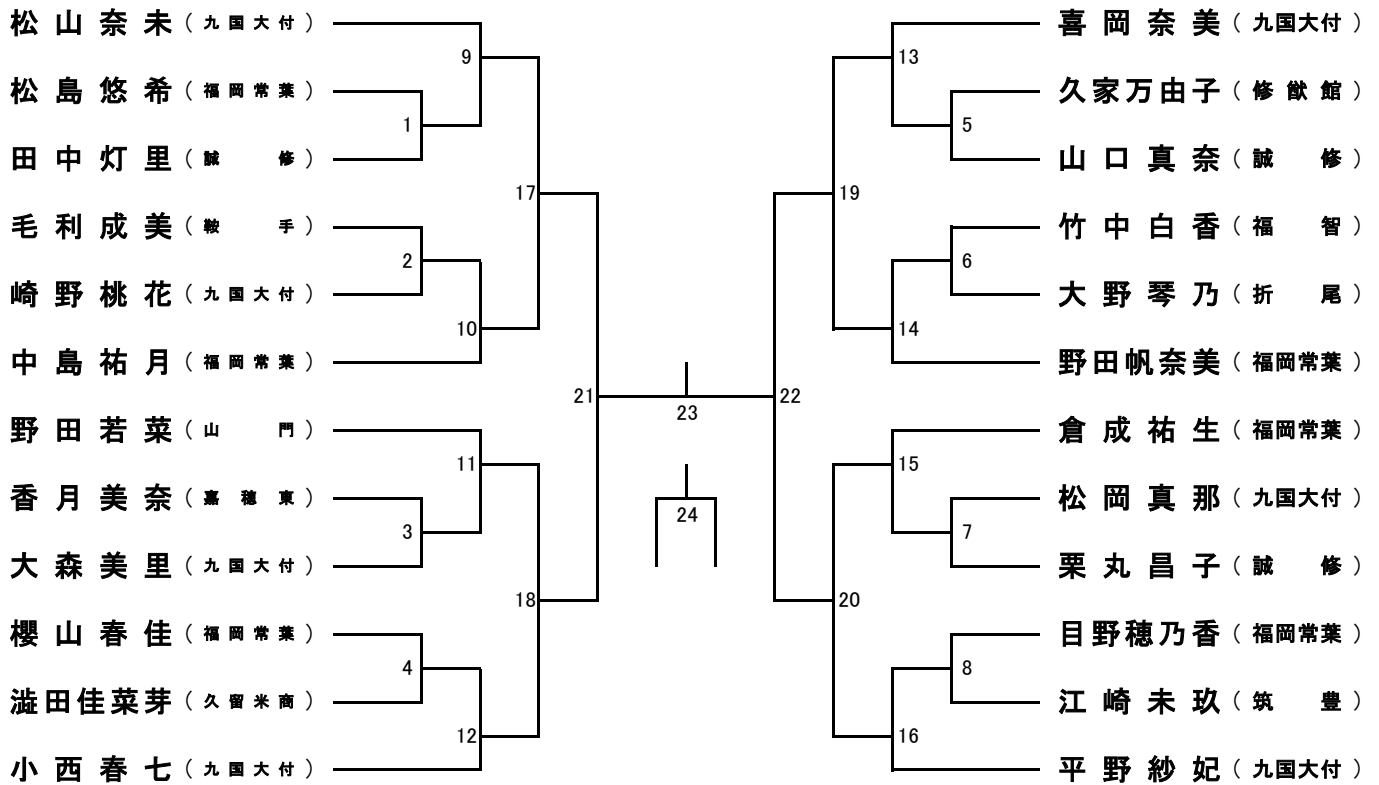 松山奈未（九国大付）
松島悠希（福岡常葉）
田中灯里（誠修）
毛利成美（鞍手）
崎野桃花（九国大付）
中島祐月（福岡常葉）
野田若菜（山門）
香月美奈（嘉穂東）
大森美里（九国大付）
櫻山春佳（福岡常葉）
澁田佳菜芽（久留米商）
小西春七（九国大付）
9
1
17
2
10
21
11
3
18
4
12
23
24
13
5
19
6
14
22
15
7
20
8
16
喜岡奈美（九国大付）
久家万由子（修猷館）
山口真奈（誠修）
竹中白香（福智）
大野琴乃（折尾）
野田帆奈美（福岡常葉）
倉成祐生（福岡常葉）
松岡真那（九国大付）
栗丸昌子（誠修）
目野穂乃香（福岡常葉）
江崎未玖（筑豊）
平野紗妃（九国大付）